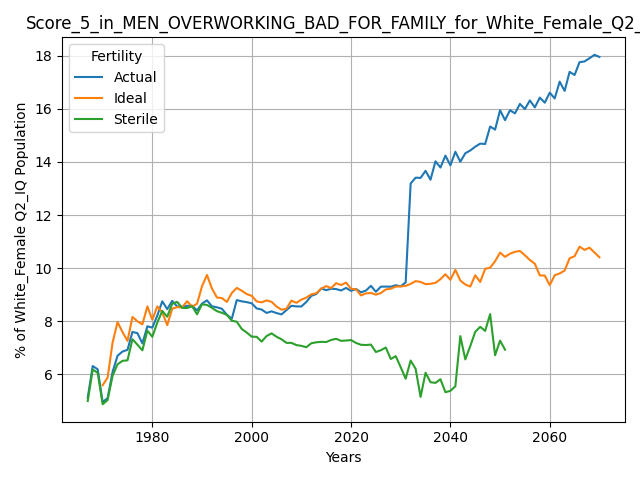 Score_5_in_MEN_OVERWORKING_BAD_FOR_FAMILY_for_White_Female_Q2_
Fertility
Actual
Ideal
Sterile
% of White_Female Q2_IQ Population
18
16
14
12
10
8
6
1980
2000
2020
2040
2060
Years